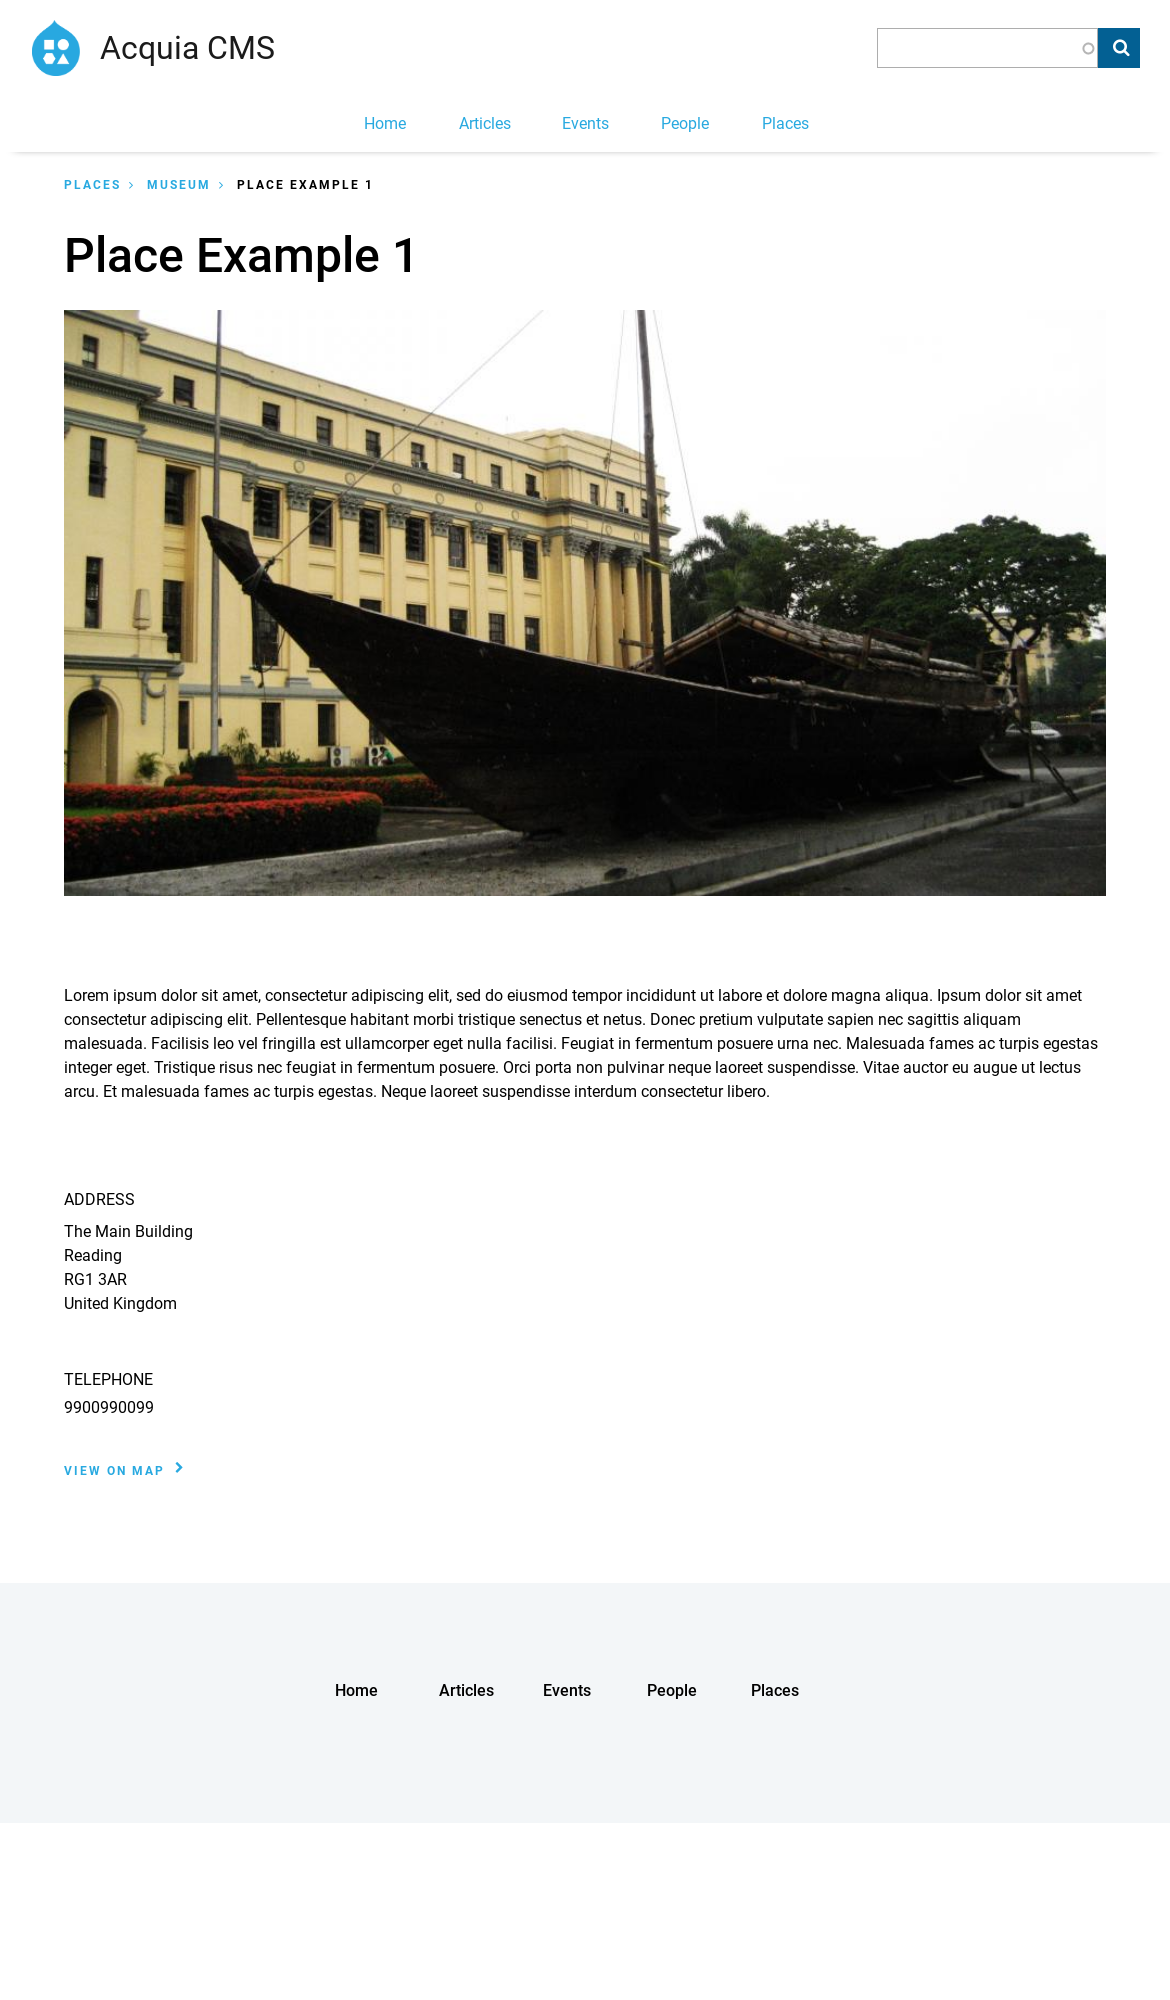 Acquia CMS
Home Articles Events People Places
PLACES MUSEUM PLACE EXAMPLE 1
Place Example 1
Lorem ipsum dolor sit amet, consectetur adipiscing elit, sed do eiusmod tempor incididunt ut labore et dolore magna aliqua. Ipsum dolor sit amet
consectetur adipiscing elit. Pellentesque habitant morbi tristique senectus et netus. Donec pretium vulputate sapien nec sagittis aliquam
malesuada. Facilisis leo vel fringilla est ullamcorper eget nulla facilisi. Feugiat in fermentum posuere urna nec. Malesuada fames ac turpis egestas
integer eget. Tristique risus nec feugiat in fermentum posuere. Orci porta non pulvinar neque laoreet suspendisse. Vitae auctor eu augue ut lectus
arcu. Et malesuada fames ac turpis egestas. Neque laoreet suspendisse interdum consectetur libero.
ADDRESS
The Main Building
Reading
RG1 3AR
United Kingdom
TELEPHONE
9900990099
VIEW ON MAP
Home Articles Events People Places